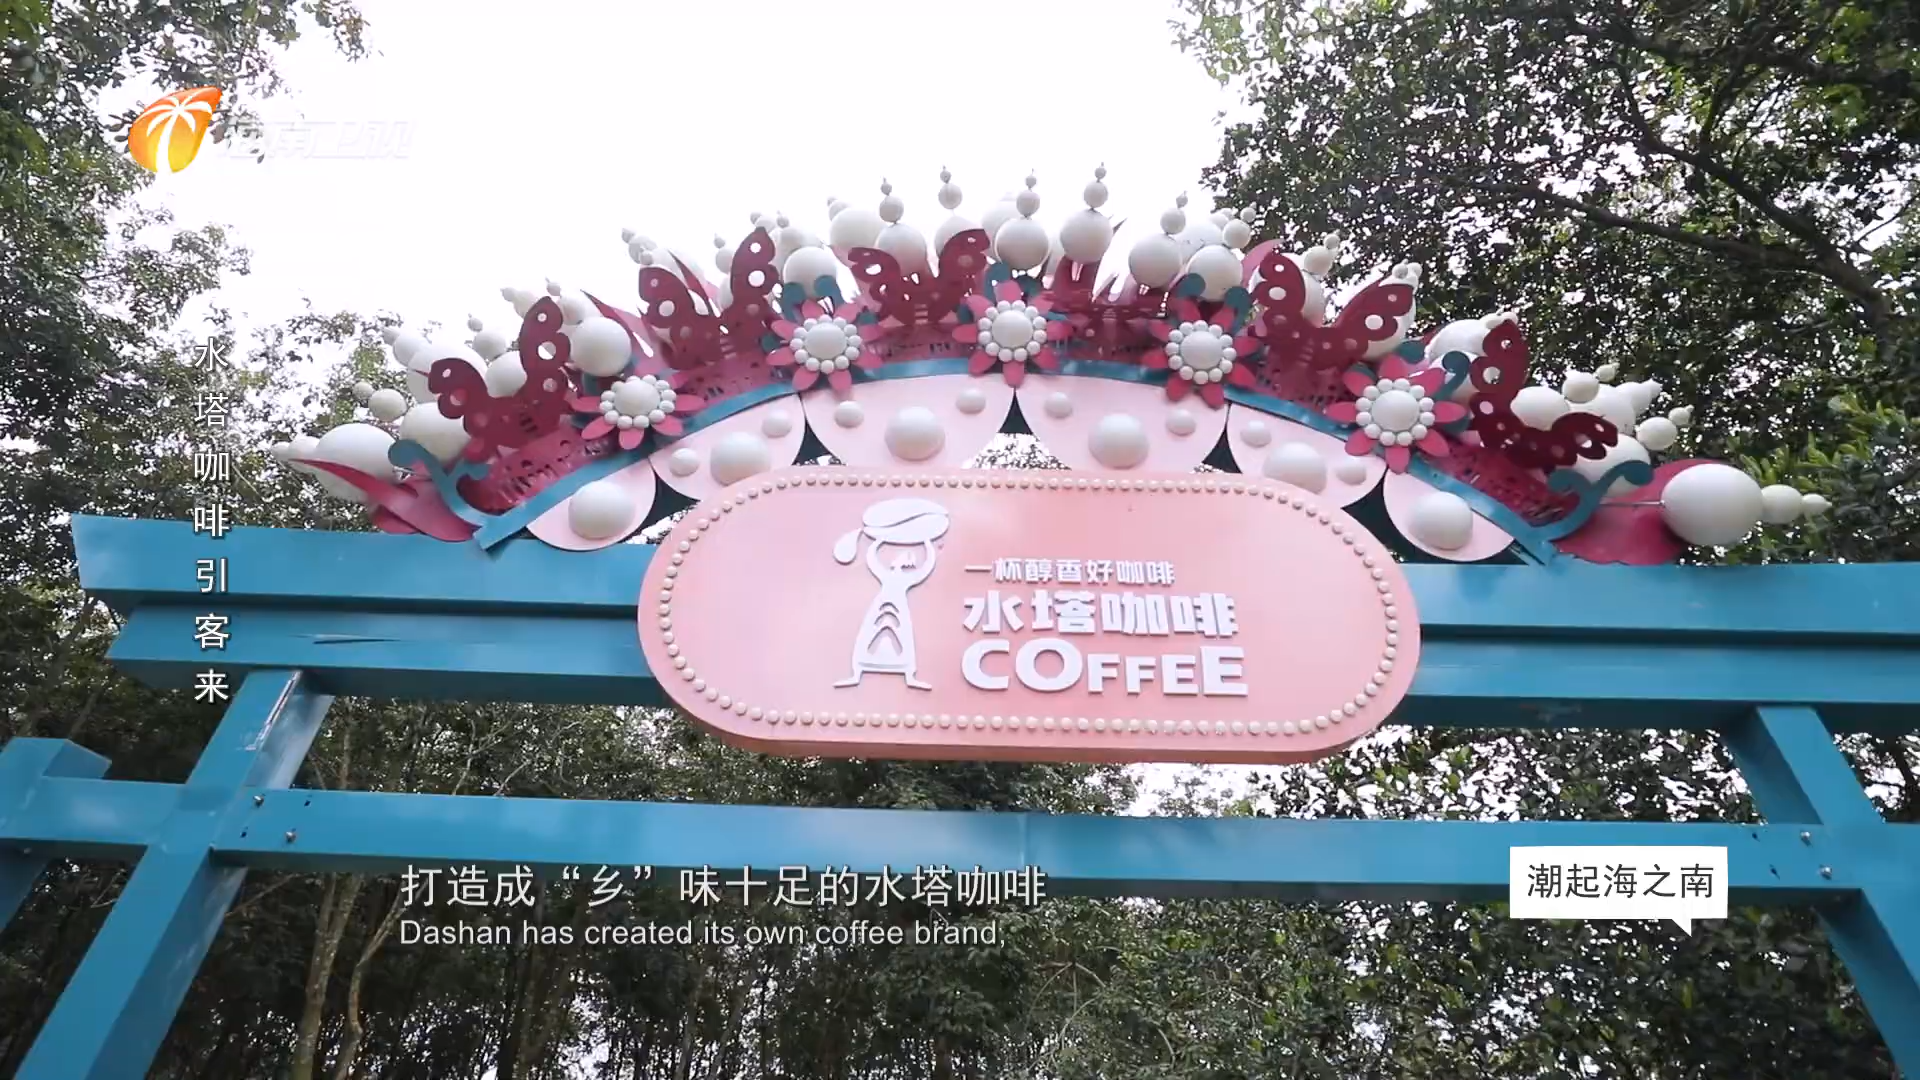 海南卫视
水塔咖啡引客来
一杯醇香好咖啡
水塔咖啡
COFFEE
打造成“乡”味十足的水塔咖啡
Dashan has created its own coffee brand,
潮起海之南